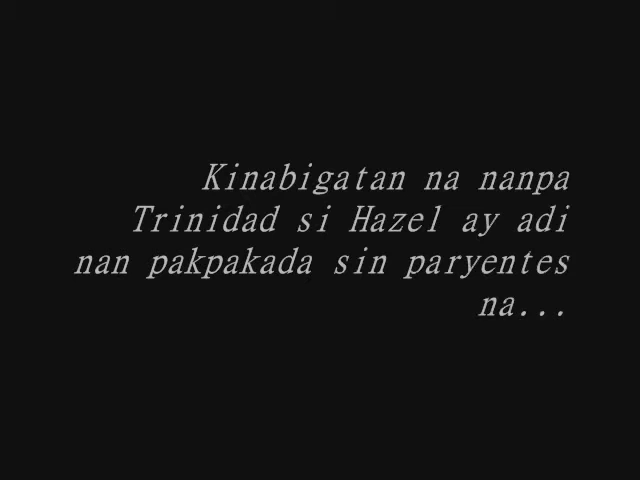 Kinabigatan na nanpa
Trinidad si Hazel ay adi
nan pakpakada sin paryentes
na...